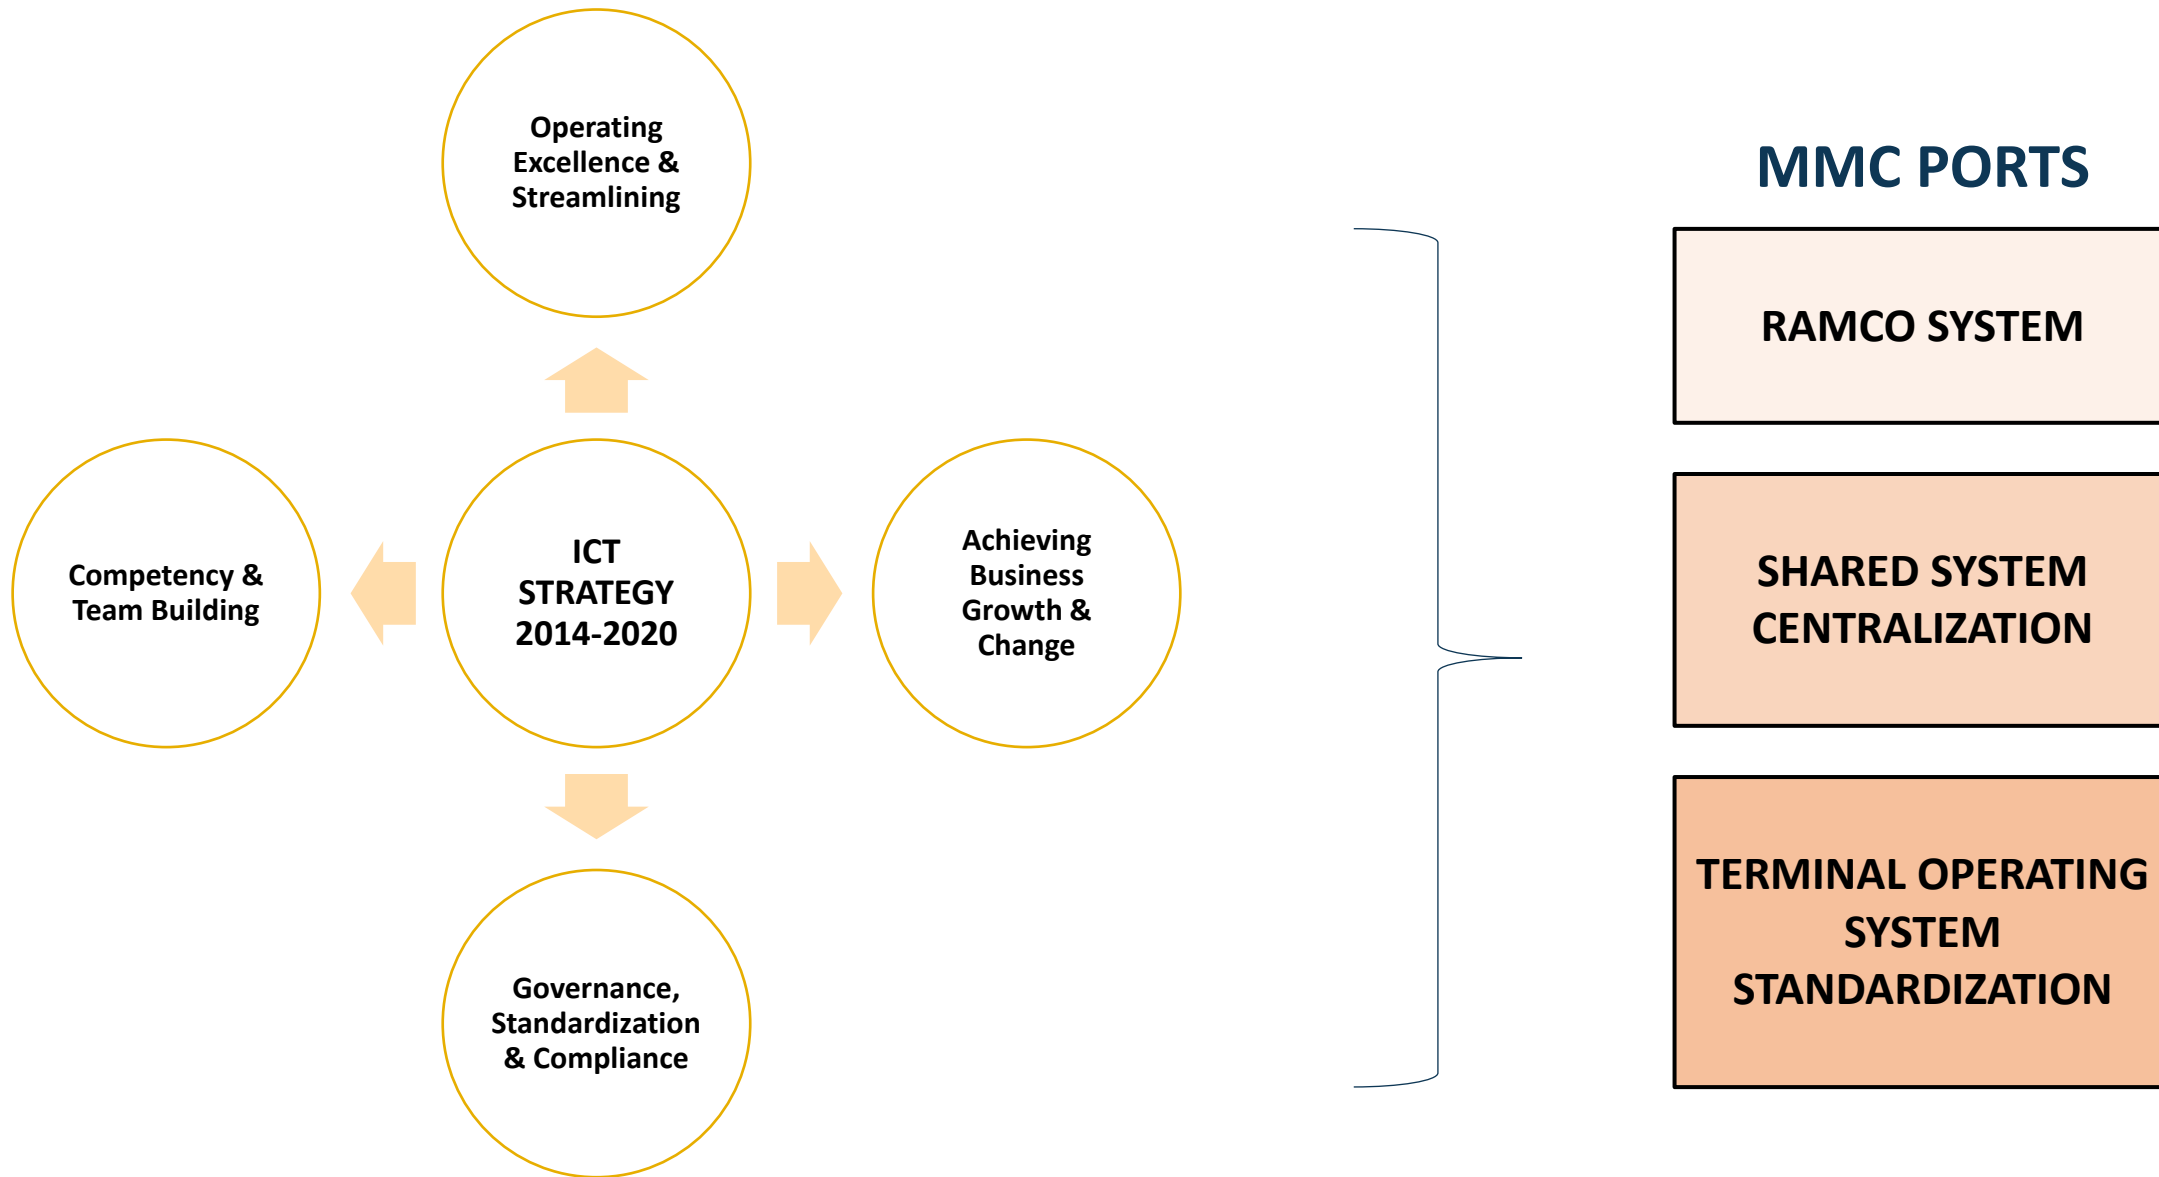 Operating
Excellence &
Streamlining
Competency &
Team Building
ICT
STRATEGY
2014-2020
Achieving
Business
Growth &
Change
Governance,
Standardization
& Compliance
MMC PORTS
RAMCO SYSTEM
SHARED SYSTEM
CENTRALIZATION
TERMINAL OPERATING
SYSTEM
STANDARDIZATION